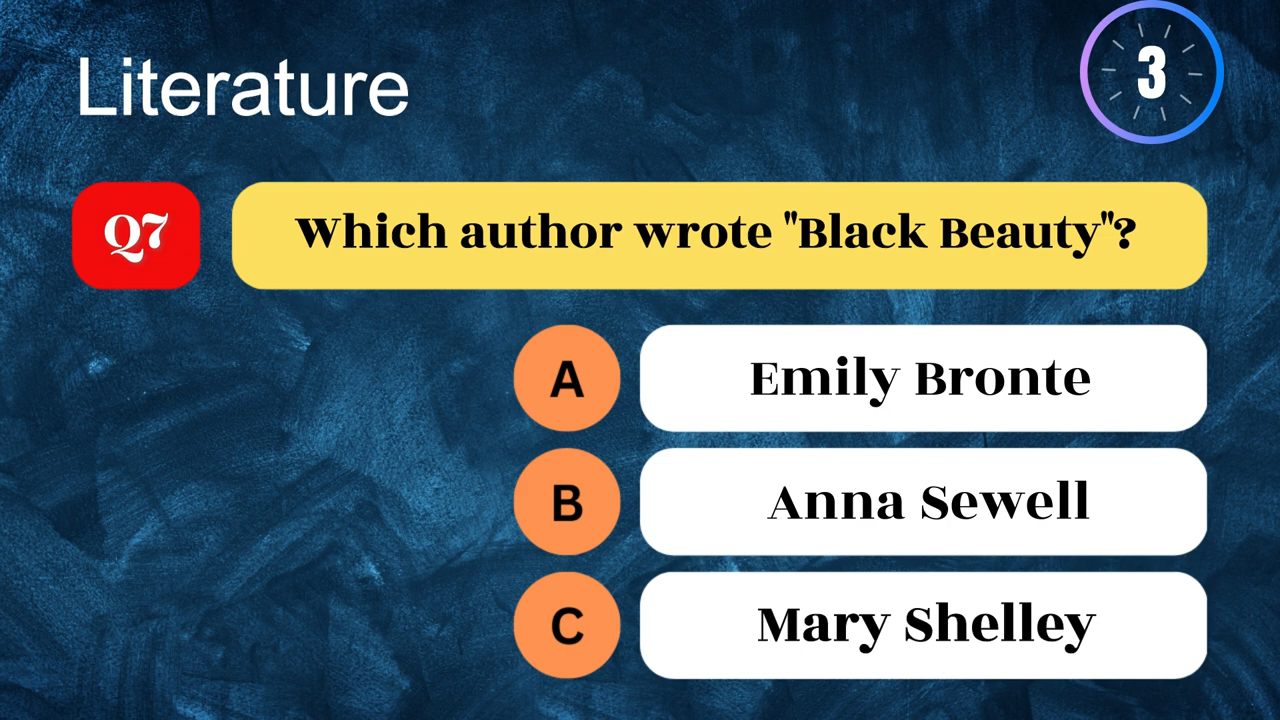 Literature
3
Q7
Which author wrote "Black Beauty"?
A
Emily Bronte
B
Anna Sewell
C
Mary Shelley